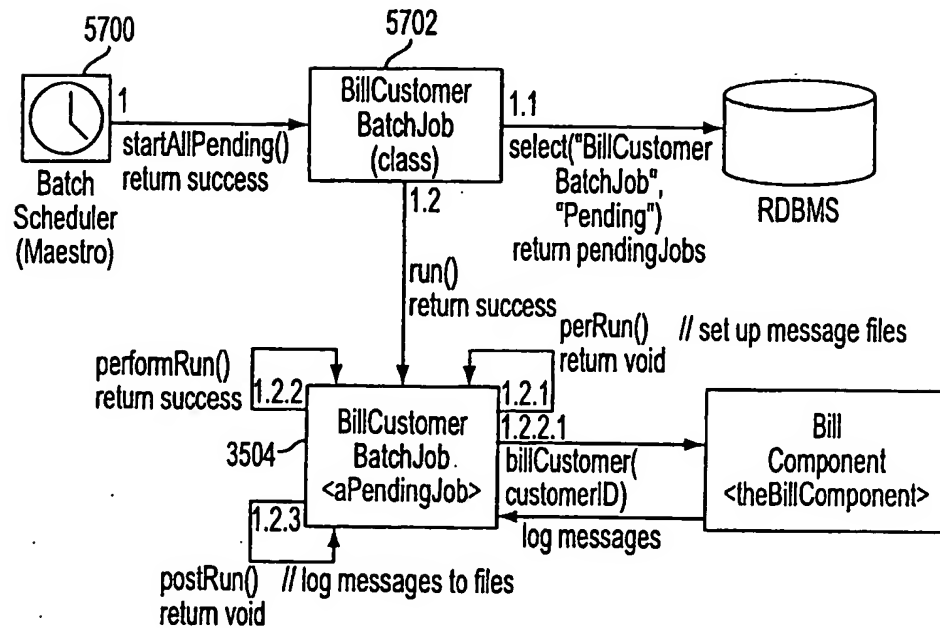 5700
5702
1
startAllPending()
return success
Batch
Scheduler
(Maestro)
BillCustomer
BatchJob
(class)
1.1
select("BillCustomer
BatchJob",
"Pending")
return pendingJobs
RDBMS
1.2
run()
return success
perRun() // set up message files
return void
performRun()
return success
1.2.2
1.2.1
3504
BillCustomer
BatchJob
<aPendingJob>
1.2.2.1
billCustomer(
customerID)
log messages
Bill
Component
<theBillComponent>
1.2.3
postRun() // log messages to files
return void